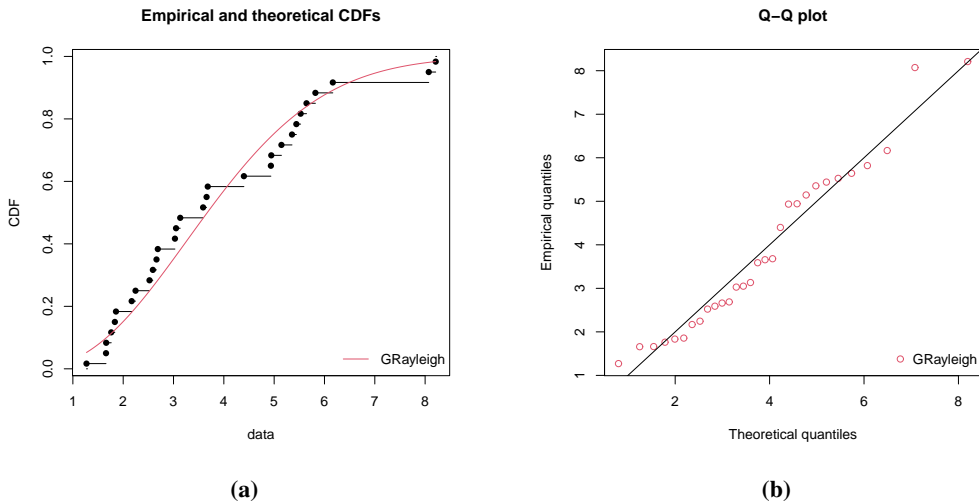 Empirical and theoretical CDFs
CDF
0.0 0.2 0.4 0.6 0.8 1.0
1 2 3 4 5 6 7 8
data
GRayleigh
(a)
Q−Q plot
Empirical quantiles
1 2 3 4 5 6 7 8
2 4 6 8
Theoretical quantiles
GRayleigh
(b)